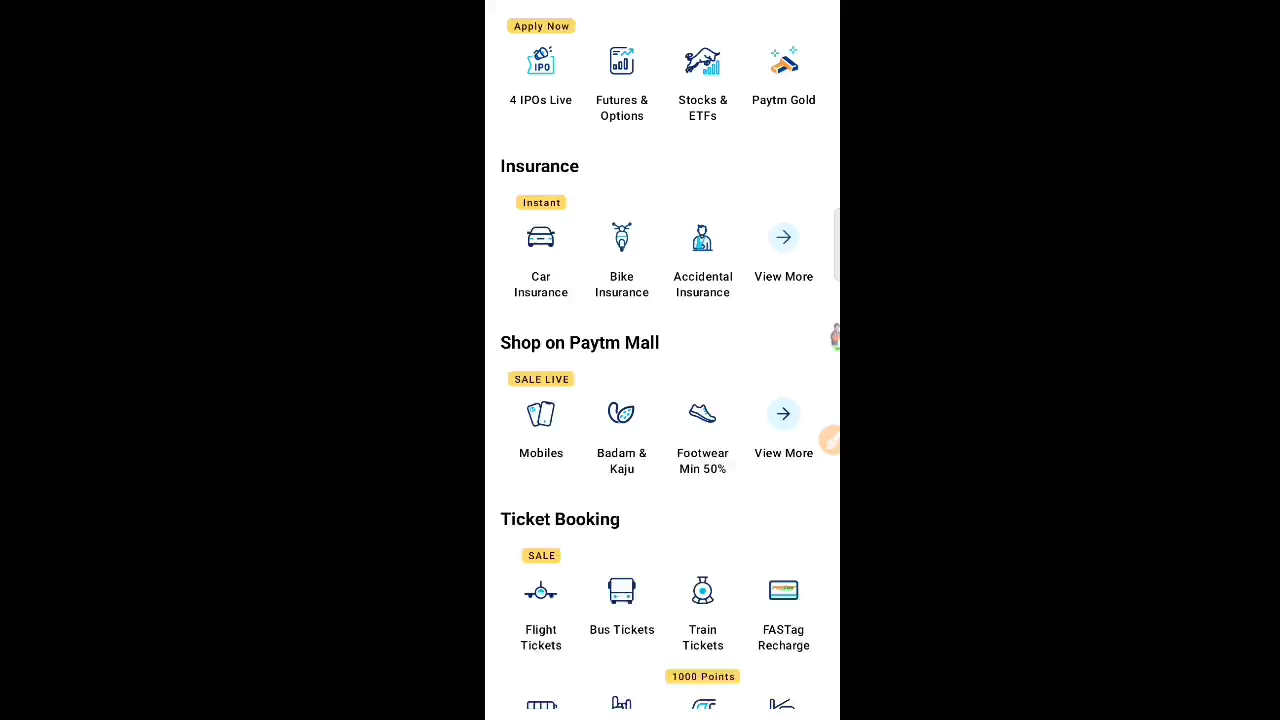 Apply Now
IPO
4 IPOs Live
Futures &
Options
Stocks &
ETFs
Paytm Gold
Insurance
Instant
Car
Insurance
Bike
Insurance
Accidental
Insurance
View More
Shop on Paytm Mall
SALE LIVE
Mobiles
Badam &
Kaju
Footwear
Min 50%
View More
Ticket Booking
SALE
Flight
Tickets
Bus Tickets
Train
Tickets
FASTag
Recharge
1000 Points